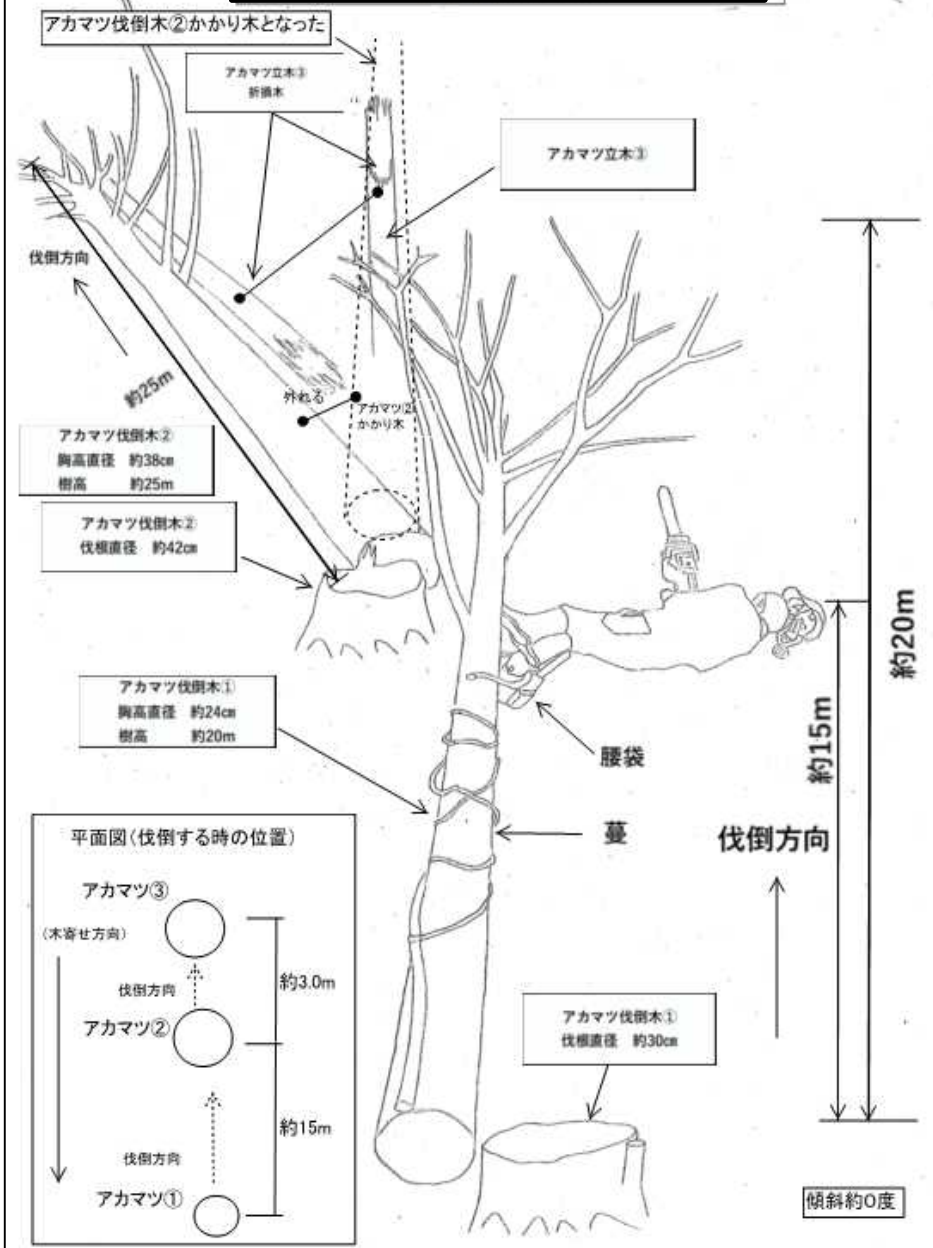 アカマツ伐倒木②かかり木となった
アカマツ立木③
折損木
アカマツ立木③
伐倒方向
約25m
外れる
アカマツ②
かかり木
アカマツ伐倒木②
胸高直径 約38cm
樹高 約25m
アカマツ伐倒木②
伐根直径 約42cm
約20m
アカマツ伐倒木①
胸高直径 約24cm
樹高 約20m
腰袋
約15m
蔓
伐倒方向
平面図(伐倒する時の位置)
アカマツ③
(木寄せ方向)
約3.0m
伐倒方向
アカマツ②
約15m
伐倒方向
アカマツ①
アカマツ伐倒木①
伐根直径 約30cm
傾斜約0度